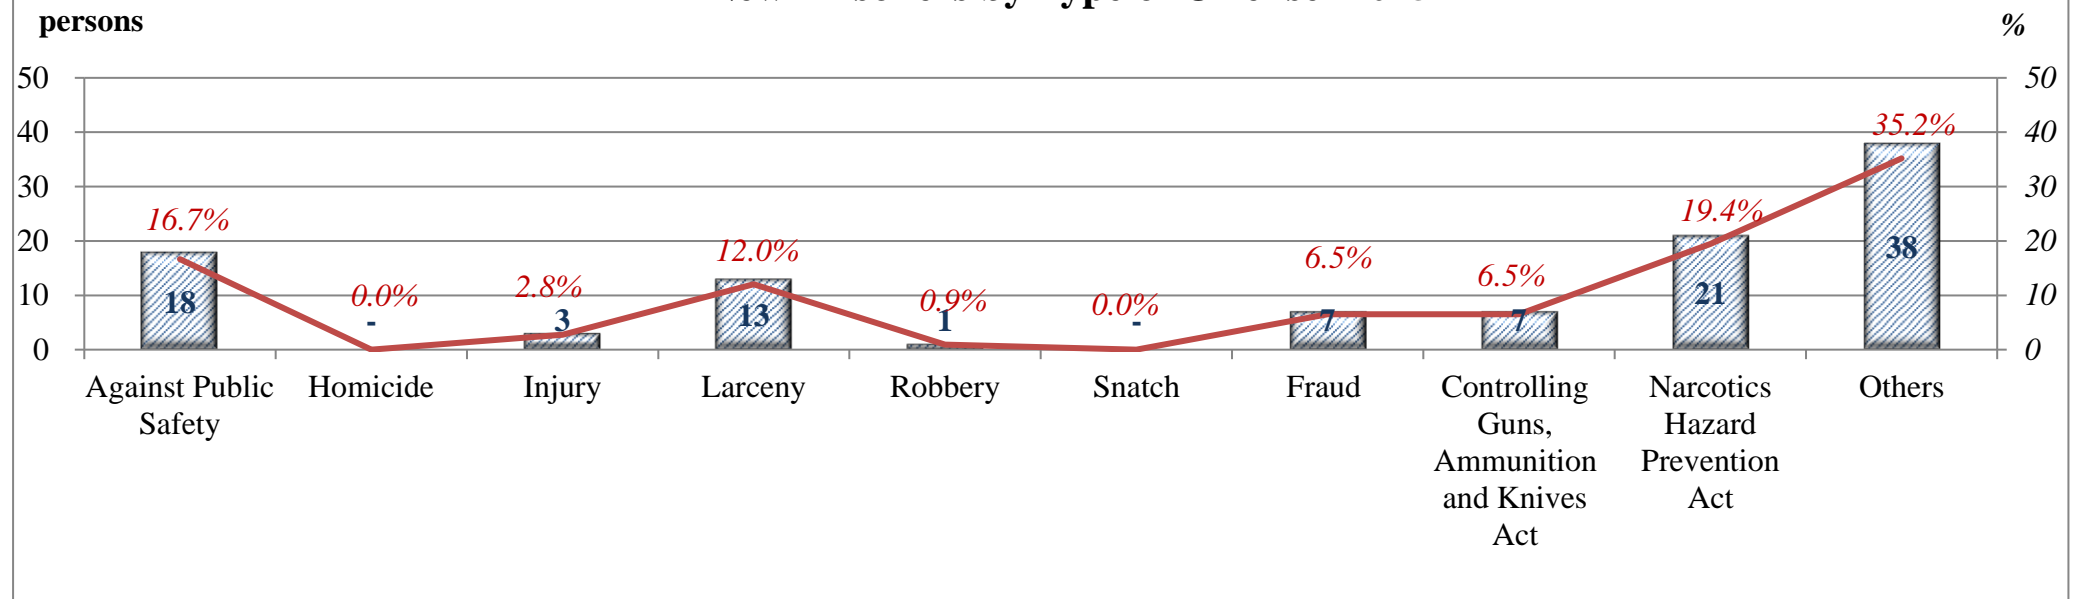 by
persons
%
50
50
40
40
30
30
20
20
10
10
0
0
16.7%
0.0%
2.8%
12.0%
0.9%
0.0%
6.5%
6.5%
19.4%
35.2%
18
-
3
13
1
-
7
7
21
38
Against Public
Safety
Homicide
Injury
Larceny
Robbery
Snatch
Fraud
Controlling
Guns,
Ammunition
and Knives
Act
Narcotics
Hazard
Prevention
Act
Others